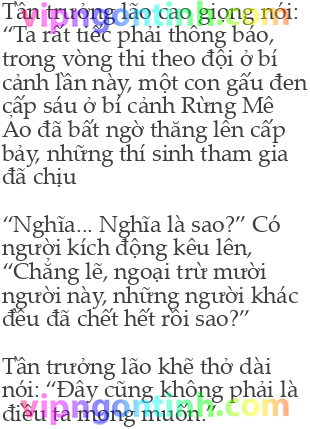 Tần trưởng lão cao giọng nói:
“Ta rất tiếc phải thông báo,
trong vòng thi theo đội ở bí
cảnh lần này, một con gấu đen
cấp sáu ở bí cảnh Rừng Mê
Ảo đã bất ngờ thăng lên cấp
bảy, những thí sinh tham gia
đã chịu
“Nghĩa... Nghĩa là sao?” Có
người kích động kêu lên,
“Chẳng lẽ, ngoại trừ mười
người này, những người khác
đều đã chết hết rồi sao?”
Tần trưởng lão khẽ thở dài
nói: “Đây cũng không phải là
điều ta mong muốn.”
vipngontinh.com
vipngontinh.com